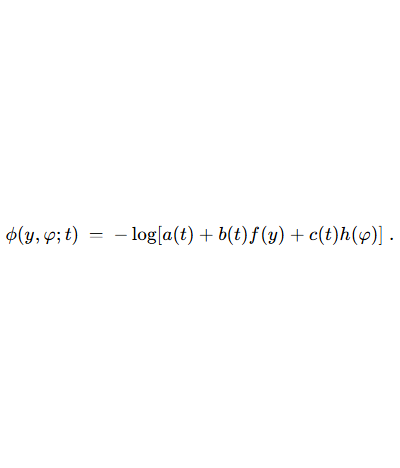 ϕ(y, φ; t) = − log[a(t) + b(t)f(y) + c(t)h(φ)] .